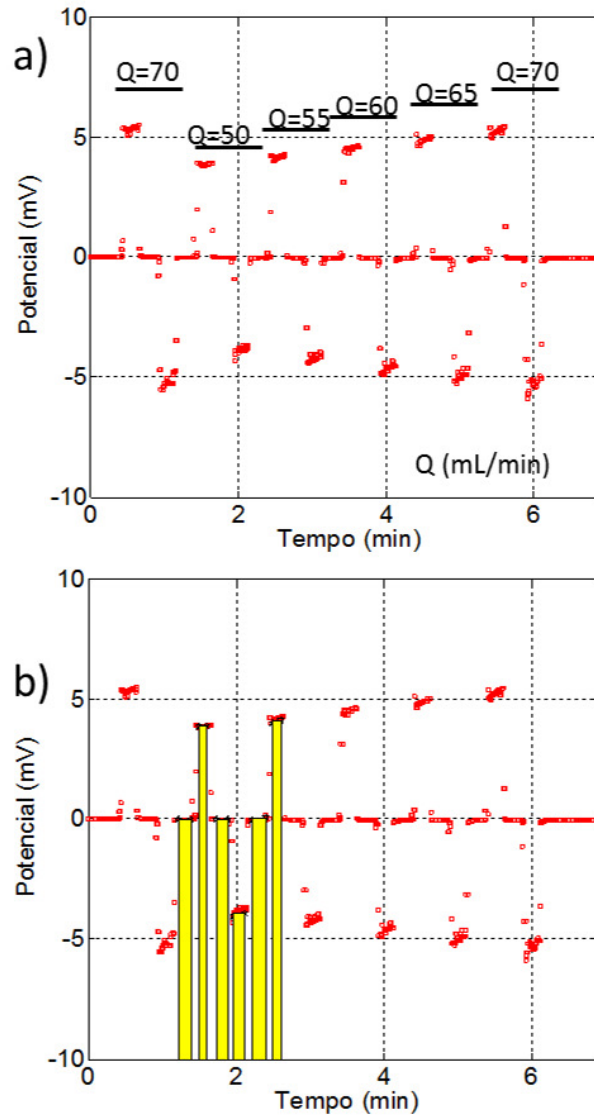 a)
10
Q=70
Q=50
Q=55
Q=60
Q=65
Q=70
5
0
-5
-10
Potencial (mV)
Q (mL/min)
0 2 4 6
Tempo (min)
b)
10
5
0
-5
-10
Potencial (mV)
0 2 4 6
Tempo (min)